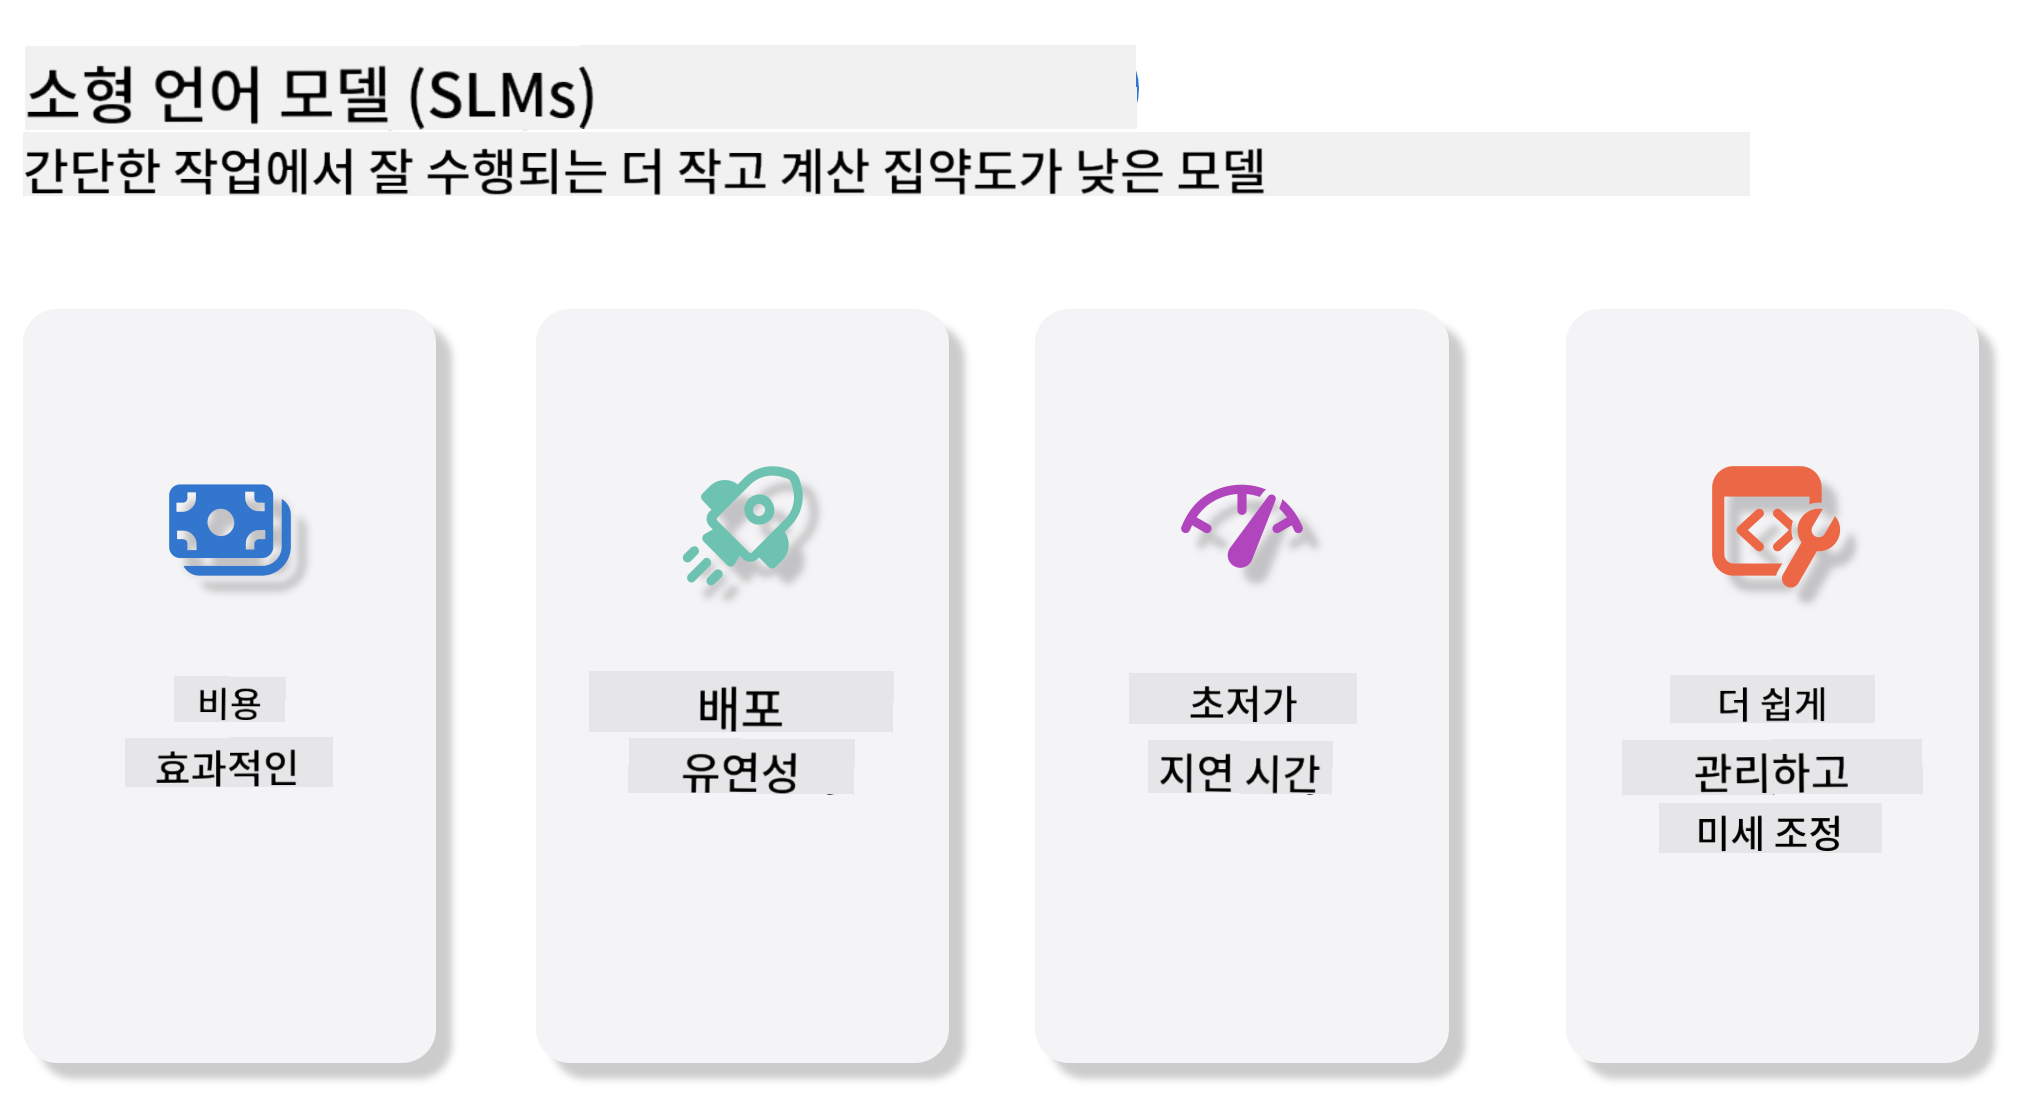 소형 언어 모델 (SLMs)
간단한 작업에서 잘 수행되는 더 작고 계산 집약도가 낮은 모델
비용
효과적인
배포
유연성
초저가
지연 시간
더 쉽게
관리하고
미세 조정